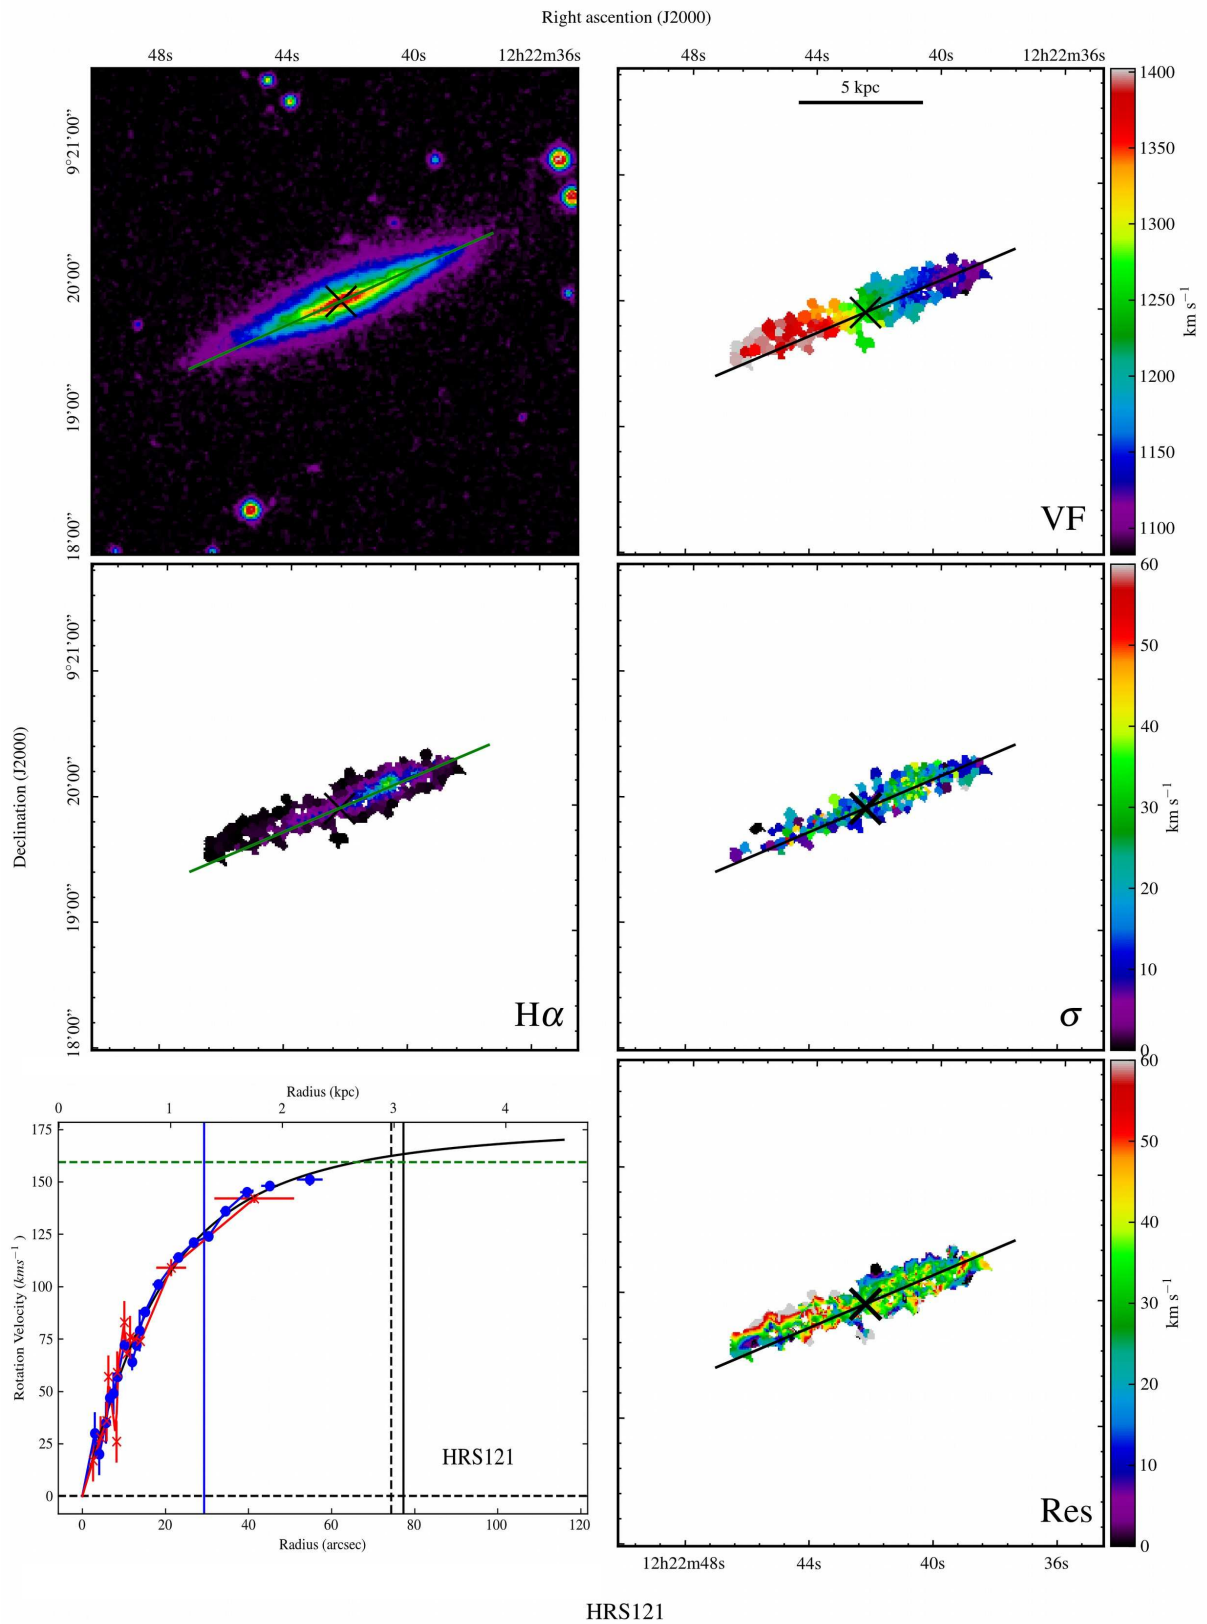 Right ascention (J2000)
48s 44s 40s 12h22m36s
48s 44s 40s 12h22m36s
9°21'00''
20'00''
19'00''
18'00''
5 kpc
VF
1400
1350
1300
1250
1200
1150
1100
km s⁻¹
Declination (J2000)
9°21'00''
20'00''
19'00''
18'00''
Hα
σ
60
50
40
30
20
10
0
km s⁻¹
Radius (kpc)
0 1 2 3 4
175
150
125
100
75
50
25
0
Rotation Velocity (kms⁻¹ )
HRS121
0 20 40 60 80 100 120
Radius (arcsec)
Res
60
50
40
30
20
10
0
km s⁻¹
12h22m48s 44s 40s 36s
HRS121